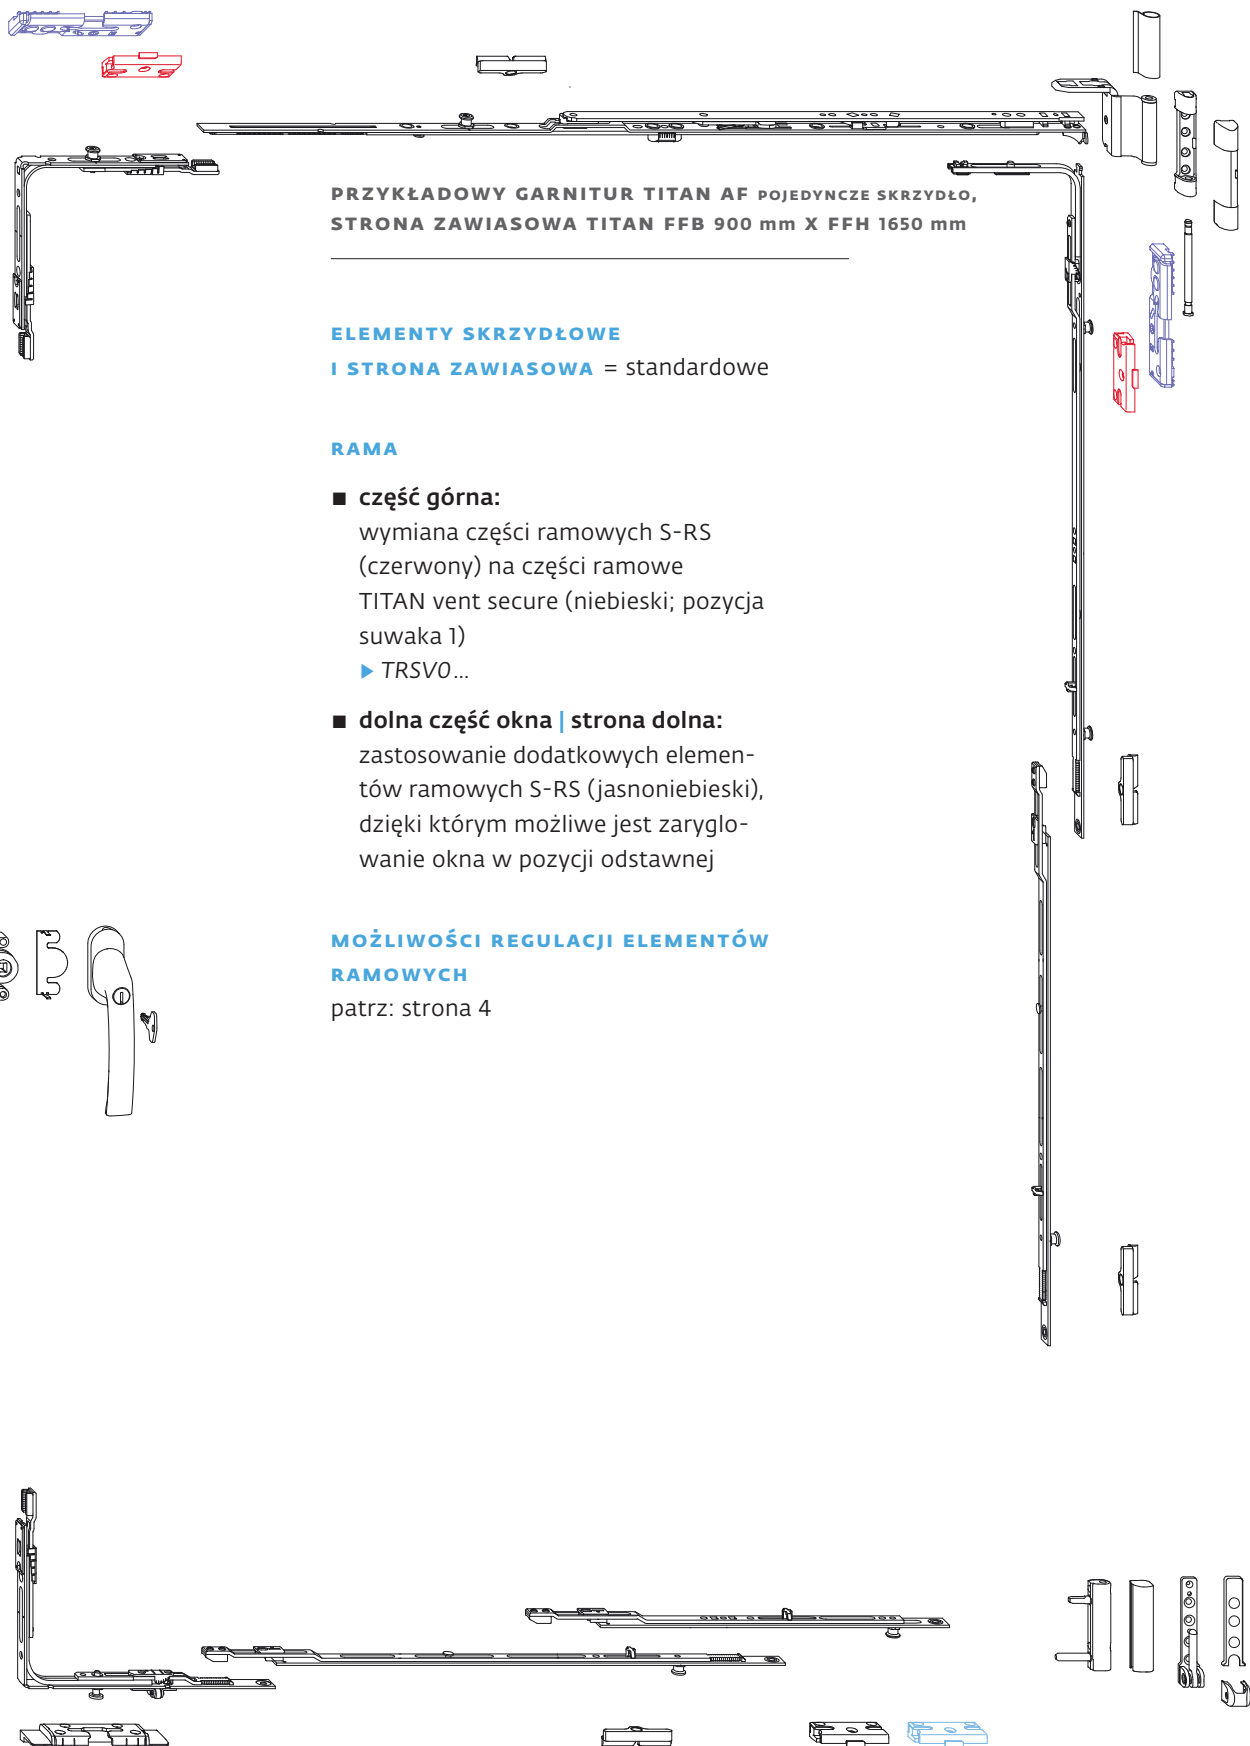 PRZYKŁADOWY GARNITUR TITAN AF POJEDYNCZE SKRZYDŁO,
STRONA ZAWIASOWA TITAN FFB 900 mm X FFH 1650 mm
ELEMENTY SKRZYDŁOWE
I STRONA ZAWIASOWA = standardowe
RAMA
■ część górna:
wymiana części ramowych S-RS
(czerwony) na części ramowe
TITAN vent secure (niebieski; pozycja
suwaka 1)
▶ TRSV0...
■ dolna część okna | strona dolna:
zastosowanie dodatkowych elemen-
tów ramowych S-RS (jasnoniebieski),
dzięki którym możliwe jest zaryglo-
wanie okna w pozycji odstawnej
MOŻLIWOŚCI REGULACJI ELEMENTÓW
RAMOWYCH
patrz: strona 4